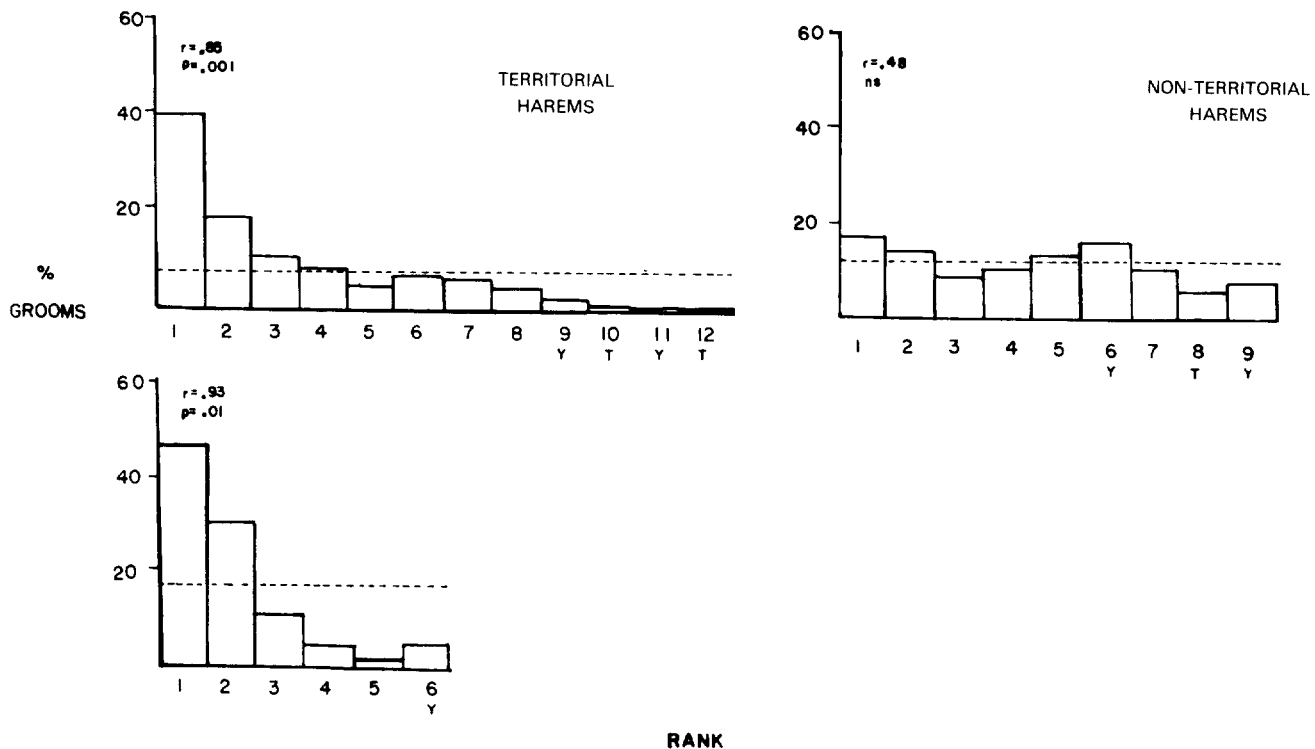 60
40
20
r=.85
p=.001
TERRITORIAL
HAREMS
%
GROOMS
1 2 3 4 5 6 7 8 9 10 11 12
Y T Y T
60
40
20
r=.48
ns
NON-TERRITORIAL
HAREMS
1 2 3 4 5 6 7 8 9
Y T Y
60
40
20
r=.93
p=.01
1 2 3 4 5 6
Y
RANK